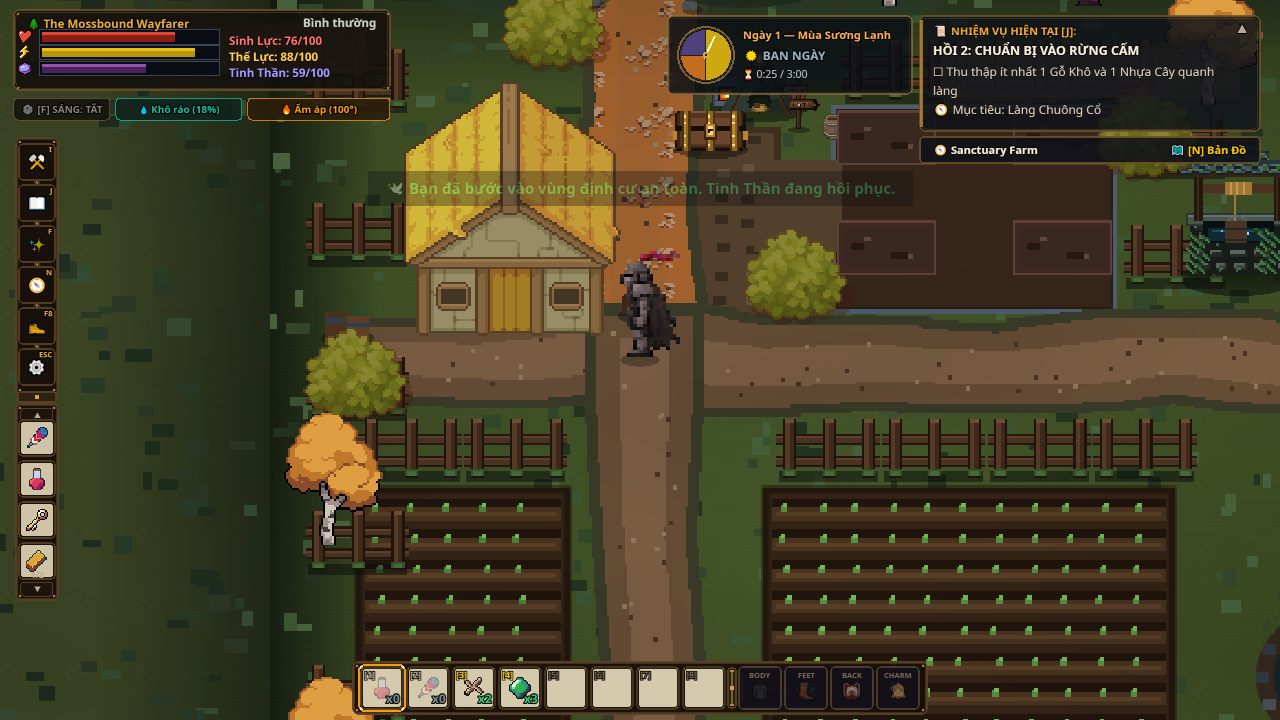 The Mossbound Wayfarer
Bình thường
Sinh Lực: 76/100
Thể Lực: 88/100
Tinh Thần: 59/100
[F] SÁNG: TẮT
Khô ráo (18%)
Ấm áp (100°)
Ngày 1 — Mùa Sương Lạnh
BAN NGÀY
0:25 / 3:00
NHIỆM VỤ HIỆN TẠI [J]:
HỒI 2: CHUẨN BỊ VÀO RỪNG CẤM
☐ Thu thập ít nhất 1 Gỗ Khô và 1 Nhựa Cây quanh
làng
Mục tiêu: Làng Chuông Cổ
Sanctuary Farm
[N] Bản Đồ
Bạn đã bước vào vùng định cư an toàn. Tinh Thần đang hồi phục.
I
J
F
N
F8
ESC
[1]
x0
[2]
x0
[3]
x2
[4]
x3
[5]
[6]
[7]
[8]
BODY
FEET
BACK
CHARM